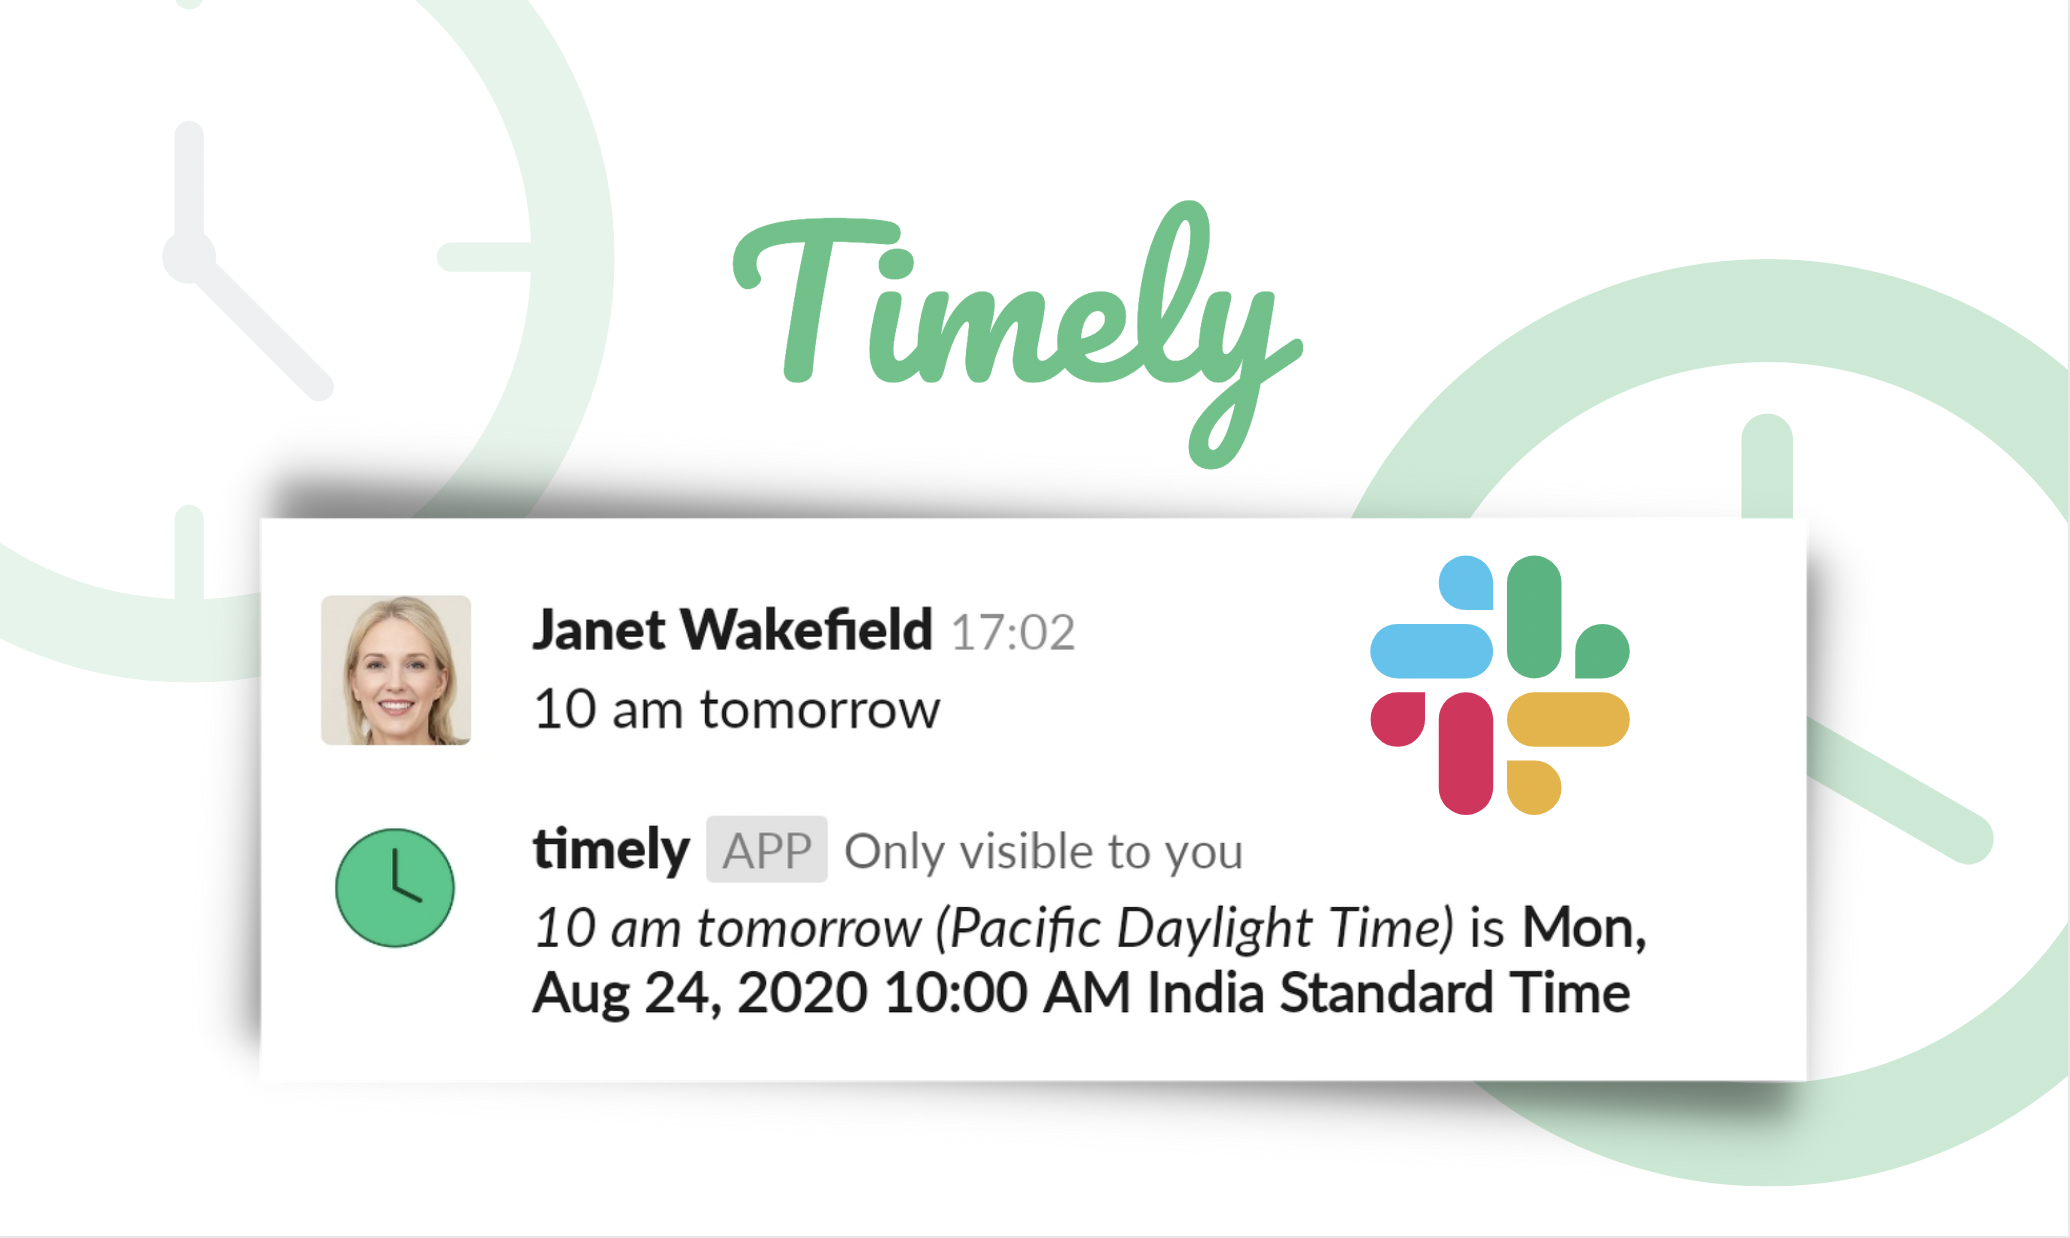 Timely
Janet Wakefield 17:02
10 am tomorrow
timely APP Only visible to you
10 am tomorrow (Pacific Daylight Time) is Mon,
Aug 24, 2020 10:00 AM India Standard Time